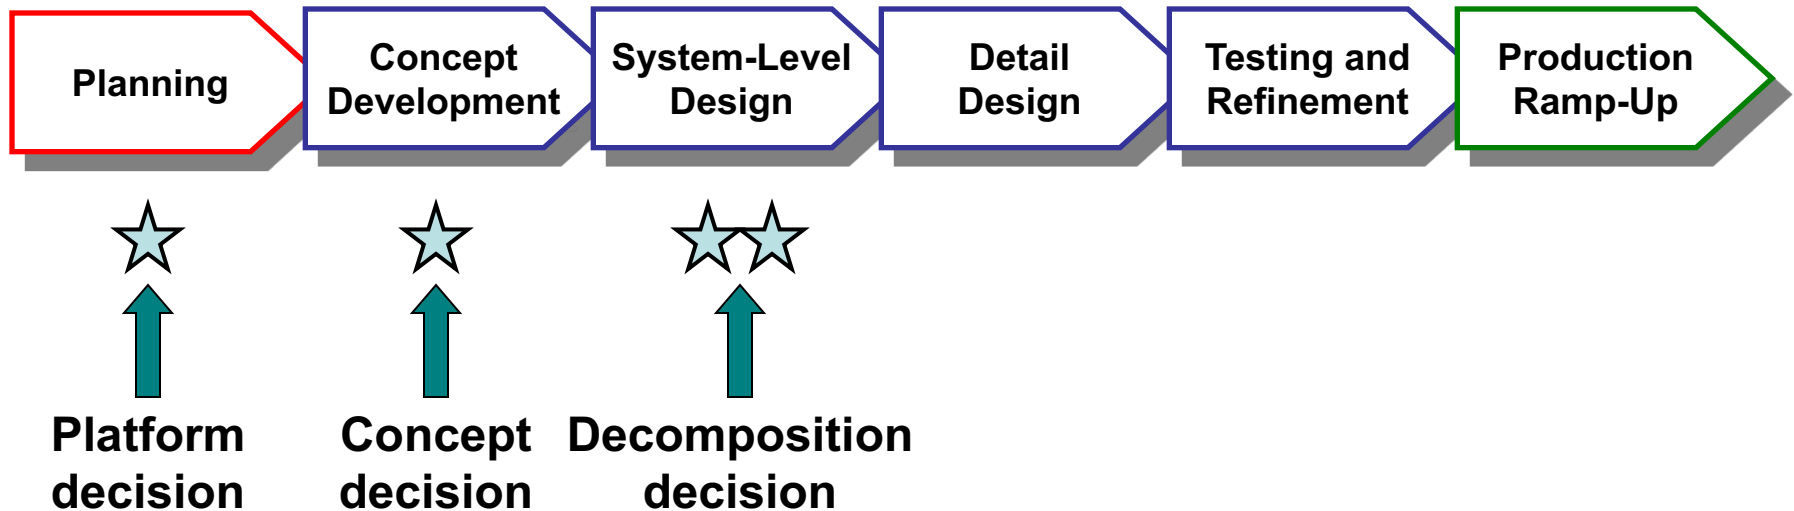 Planning
Concept
Development
System-Level
Design
Detail
Design
Testing and
Refinement
Production
Ramp-Up
Platform
decision
Concept
decision
Decomposition
decision